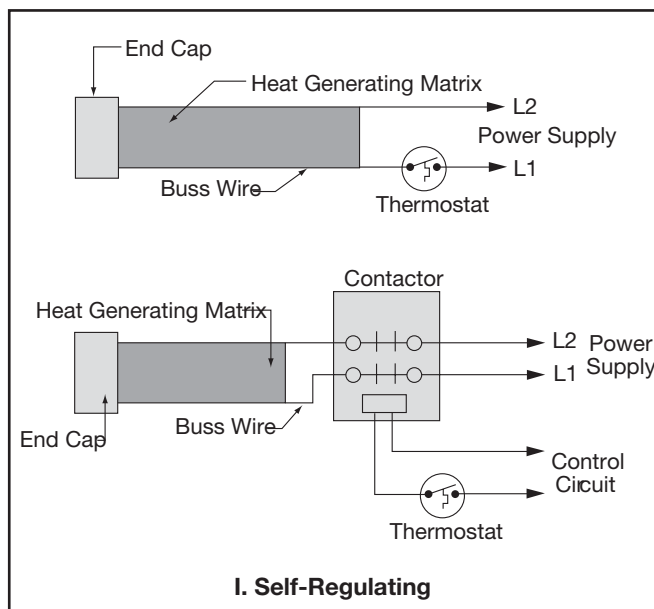 End Cap
Heat Generating Matrix
L2
Power Supply
L1
Buss Wire
Thermostat
Contactor
Heat Generating Matrix
L2
Power
Supply
L1
Buss Wire
End Cap
Control
Circuit
Thermostat
I. Self-Regulating